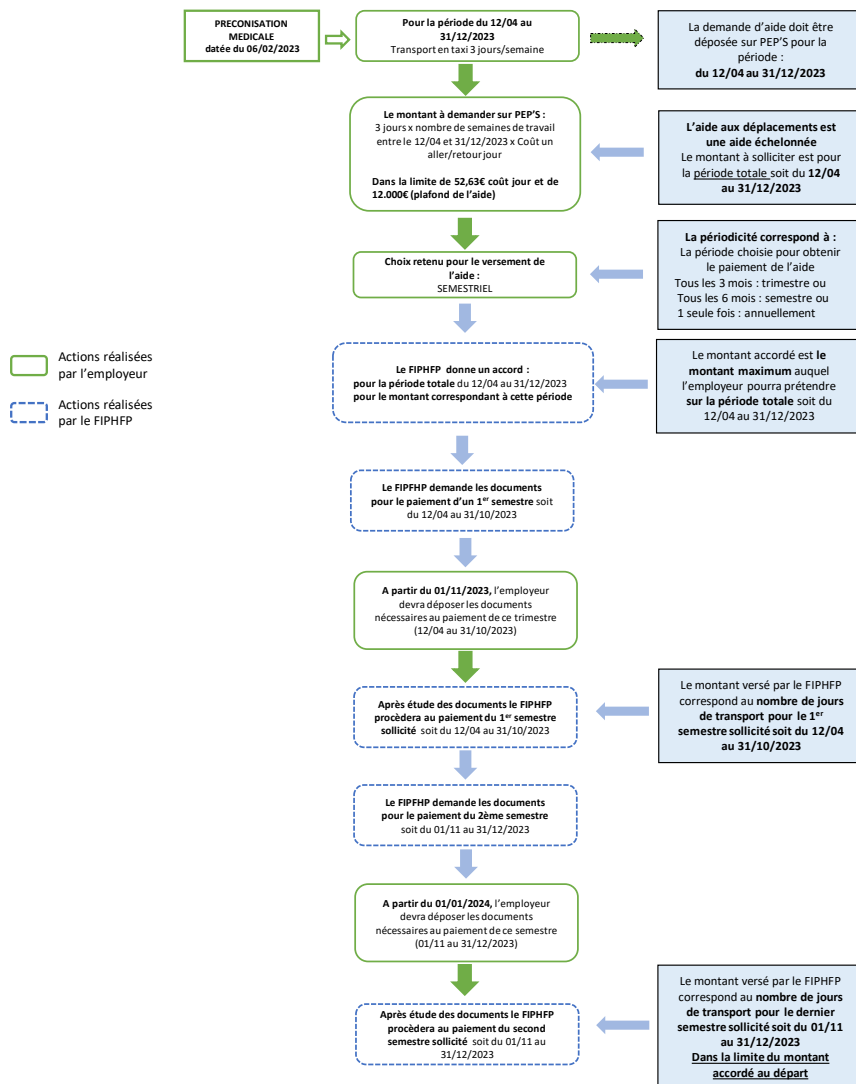 PRECONISATION
MEDICALE
datée du 06/02/2023
Pour la période du 12/04 au
31/12/2023
Transport en taxi 3 jours/semaine
La demande d'aide doit être
déposée sur PEP'S pour la
période :
du 12/04 au 31/12/2023
Le montant à demander sur PEP'S :
3 jours x nombre de semaines de travail
entre le 12/04 et 31/12/2023 x Coût un
aller/retour jour
Dans la limite de 52,63€ coût jour et de
12.000€ (plafond de l'aide)
L'aide aux déplacements est
une aide échelonnée
Le montant à solliciter est pour
la période totale soit du 12/04
au 31/12/2023
Choix retenu pour le versement de
l'aide :
SEMESTRIEL
La périodicité correspond à :
La période choisie pour obtenir
le paiement de l'aide
Tous les 3 mois : trimestre ou
Tous les 6 mois : semestre ou
1 seule fois : annuellement
Actions réalisées
par l'employeur
Actions réalisées
par le FIPHFP
Le FIPHFP donne un accord :
pour la période totale du 12/04 au 31/12/2023
pour le montant correspondant à cette période
Le montant accordé est le
montant maximum auquel
l'employeur pourra prétendre
sur la période totale soit du
12/04 au 31/12/2023
Le FIPFHP demande les documents
pour le paiement d'un 1er semestre soit
du 12/04 au 31/10/2023
A partir du 01/11/2023, l'employeur
devra déposer les documents
nécessaires au paiement de ce trimestre
(12/04 au 31/10/2023)
Après étude des documents le FIPHFP
procèdera au paiement du 1er semestre
sollicité soit du 12/04 au 31/10/2023
Le montant versé par le FIPHFP
correspond au nombre de jours
de transport pour le 1er
semestre sollicité soit du 12/04
au 31/10/2023
Le FIPFHP demande les documents
pour le paiement du 2ème semestre
soit du 01/11 au 31/12/2023
A partir du 01/01/2024, l'employeur
devra déposer les documents
nécessaires au paiement de ce semestre
(01/11 au 31/12/2023)
Après étude des documents le FIPHFP
procèdera au paiement du second
semestre sollicité soit du 01/11 au
31/12/2023
Le montant versé par le FIPHFP
correspond au nombre de jours
de transport pour le dernier
semestre sollicité soit du 01/11
au 31/12/2023
Dans la limite du montant
accordé au départ